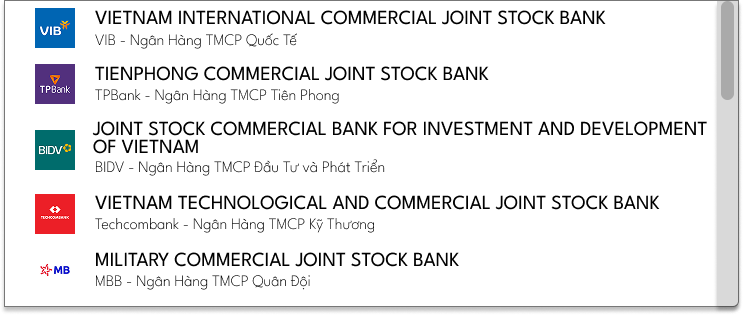 VIB
VIETNAM INTERNATIONAL COMMERCIAL JOINT STOCK BANK
VIB - Ngân Hàng TMCP Quốc Tế
TPBank
TIENPHONG COMMERCIAL JOINT STOCK BANK
TPBank - Ngân Hàng TMCP Tiên Phong
BIDV
JOINT STOCK COMMERCIAL BANK FOR INVESTMENT AND DEVELOPMENT
OF VIETNAM
BIDV - Ngân Hàng TMCP Đầu Tư và Phát Triển
TECHCOMBANK
VIETNAM TECHNOLOGICAL AND COMMERCIAL JOINT STOCK BANK
Techcombank - Ngân Hàng TMCP Kỹ Thương
MB
MILITARY COMMERCIAL JOINT STOCK BANK
MBB - Ngân Hàng TMCP Quân Đội